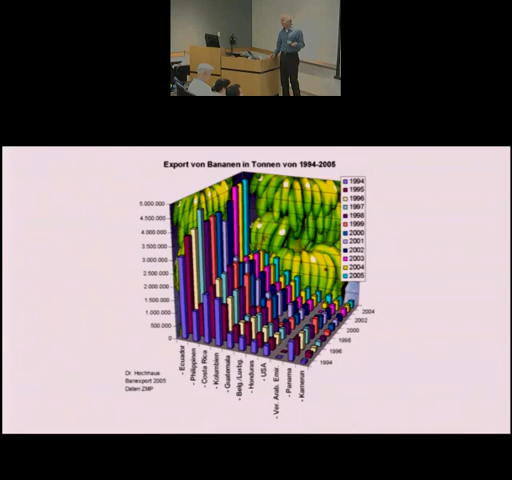 Export von Bananen in Tonnen von 1994-2005
5.000.000
4.500.000
4.000.000
3.500.000
3.000.000
2.500.000
2.000.000
1.500.000
1.000.000
500.000
0
1994
1995
1996
1997
1998
1999
2000
2001
2002
2003
2004
2005
2004
2002
2000
1998
1996
1994
- Ecuador
- Philippinen
- Costa Rica
- Kolumbien
- Guatemala
- Belg./Luxbg.
- Honduras
- USA
- Ver. Arab. Emir.
- Panama
- Kamerun
Dr. Hochhaus
Banexport 2005
Daten ZMP